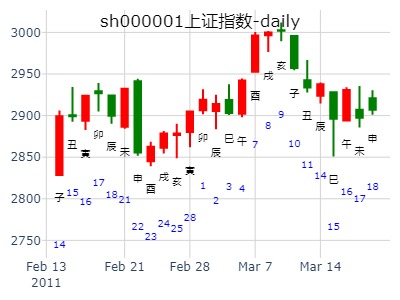 sh000001上证指数-daily
3000
2950
2900
2850
2800
2750
子 丑 寅 卯 辰 未 申 酉 戌 亥 寅 卯 辰 巳 午 酉 戌 亥 子 丑 辰 巳 午 未 申
14 15 16 17 18 21 22 23 24 25 28 1 2 3 4 7 8 9 10 11 14 15 16 17 18
Feb 13 Feb 21 Feb 28 Mar 7 Mar 14
2011